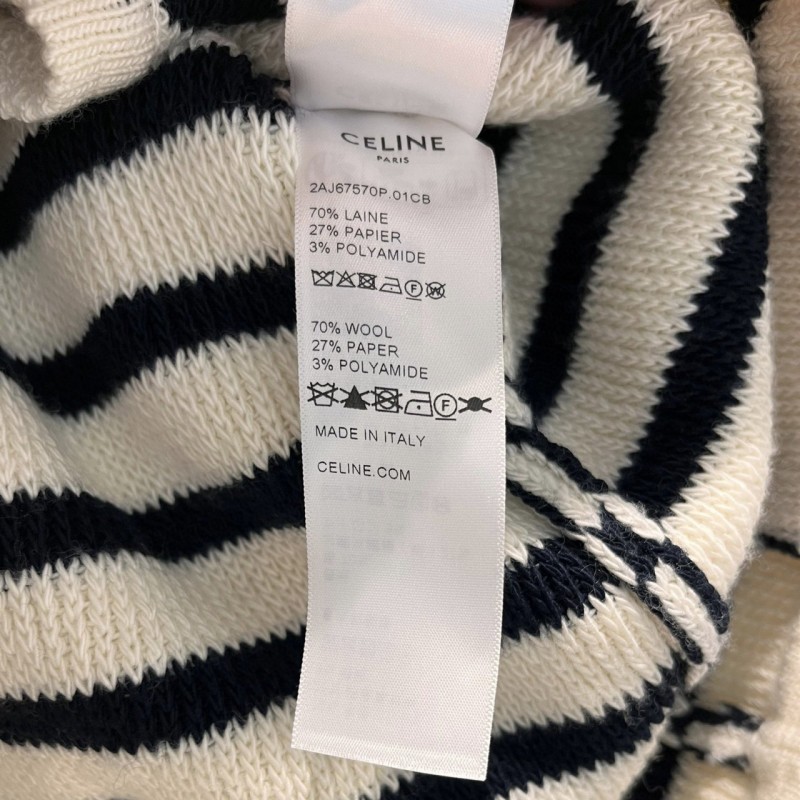 CELINE
PARIS
2AJ67570P.01CB
70% LAINE
27% PAPIER
3% POLYAMIDE
F W
70% WOOL
27% PAPER
3% POLYAMIDE
F
MADE IN ITALY
CELINE.COM